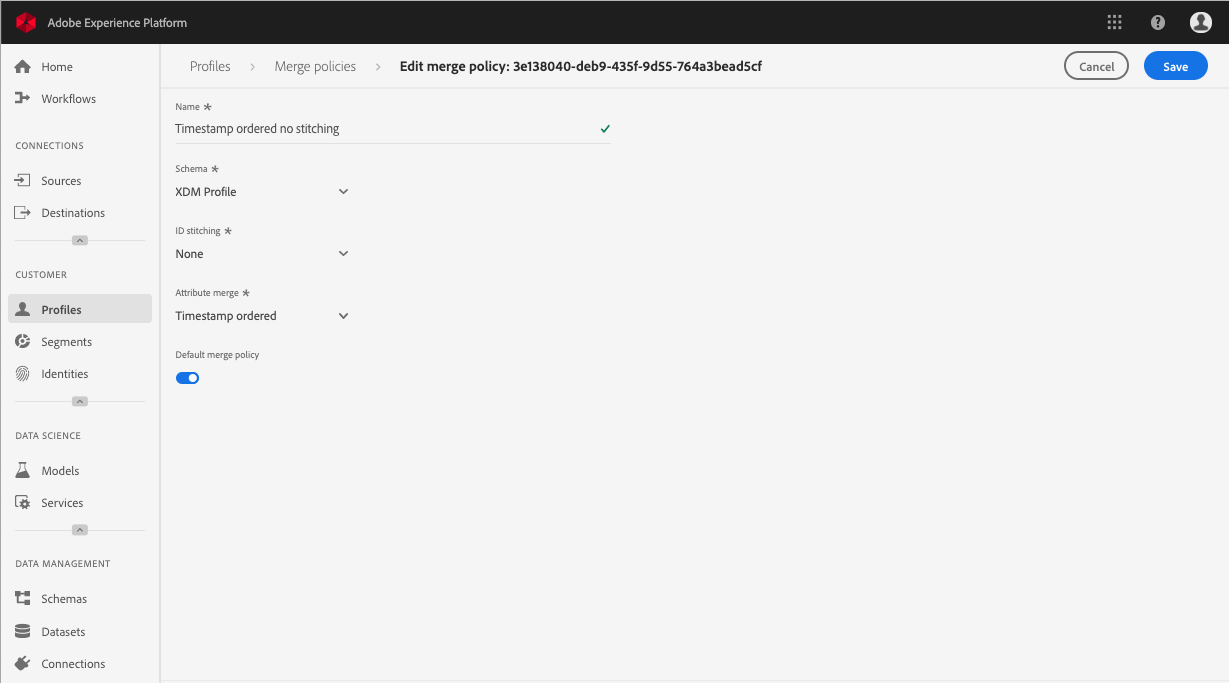 Adobe Experience Platform
Home
Workflows
CONNECTIONS
Sources
Destinations
CUSTOMER
Profiles
Segments
Identities
DATA SCIENCE
Models
Services
DATA MANAGEMENT
Schemas
Datasets
Connections
Profiles > Merge policies > Edit merge policy: 3e138040-deb9-435f-9d55-764a3bead5cf
Cancel Save
Name *
Timestamp ordered no stitching
Schema *
XDM Profile
ID stitching *
None
Attribute merge *
Timestamp ordered
Default merge policy